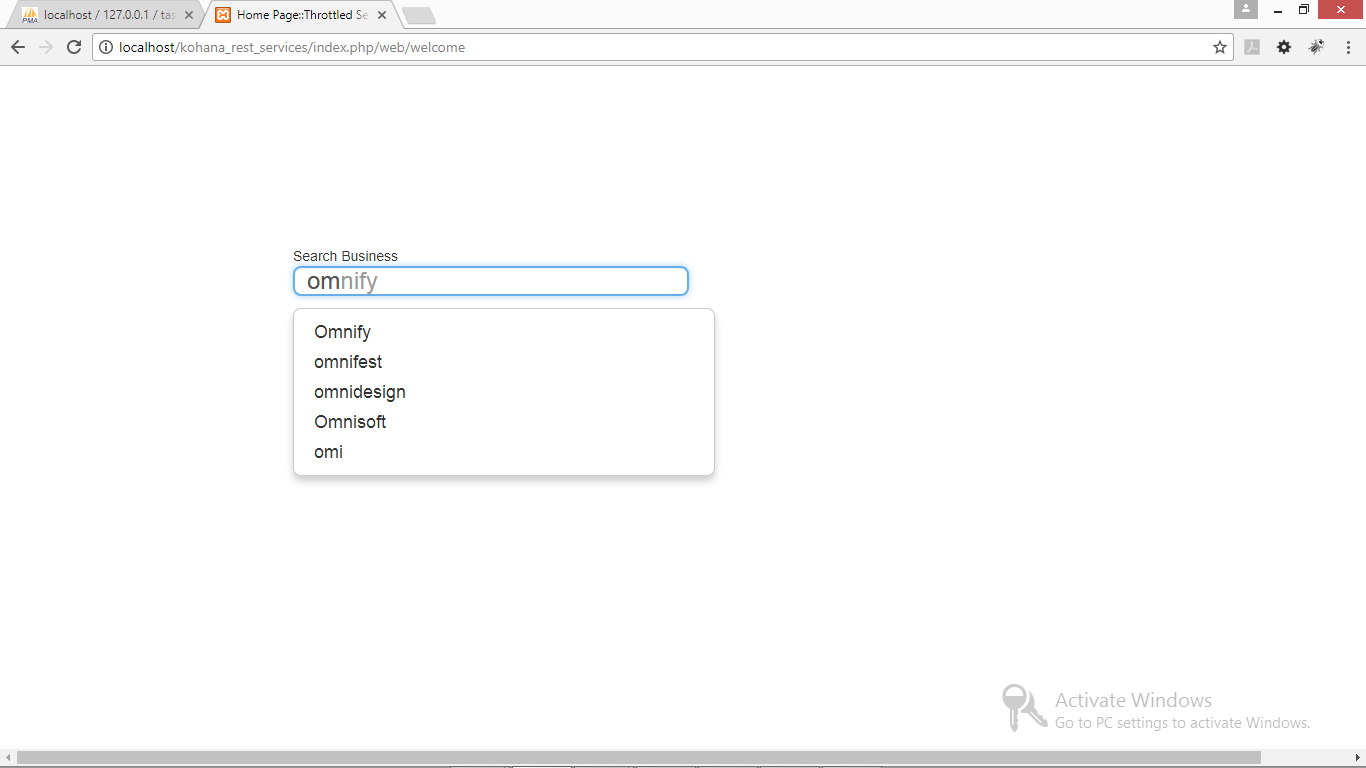 PMA
localhost / 127.0.0.1 / tas
Home Page::Throttled Se
localhost/kohana_rest_services/index.php/web/welcome
Search Business
omnify
Omnify
omnifest
omnidesign
Omnisoft
omi
Activate Windows
Go to PC settings to activate Windows.